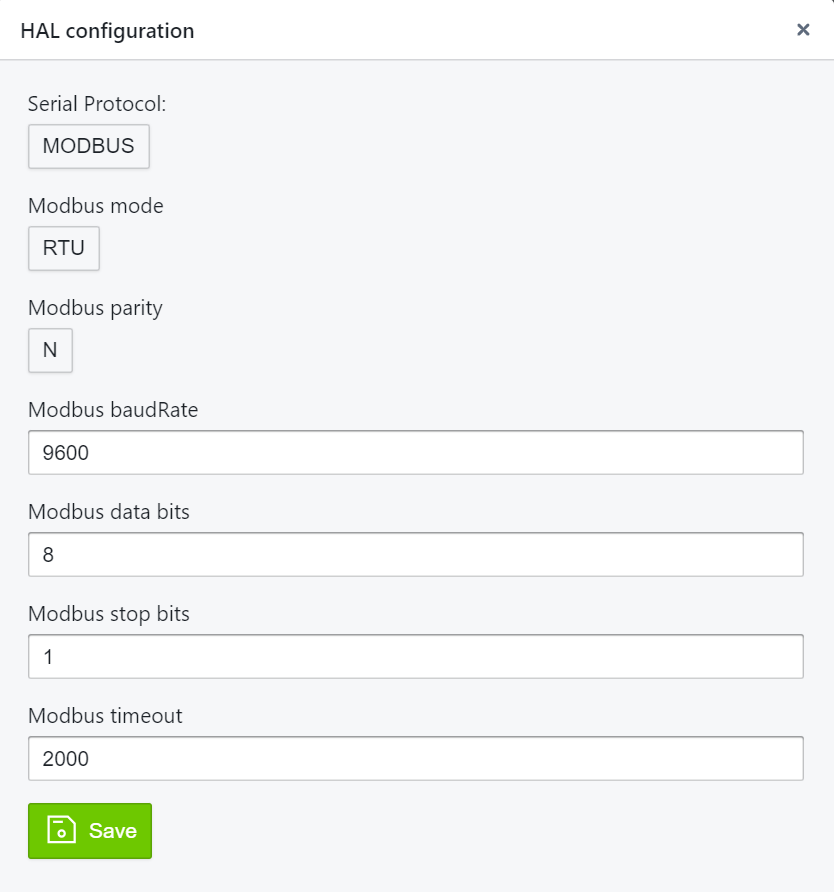 HAL configuration
Serial Protocol:
MODBUS
Modbus mode
RTU
Modbus parity
N
Modbus baudRate
9600
Modbus data bits
8
Modbus stop bits
1
Modbus timeout
2000
Save